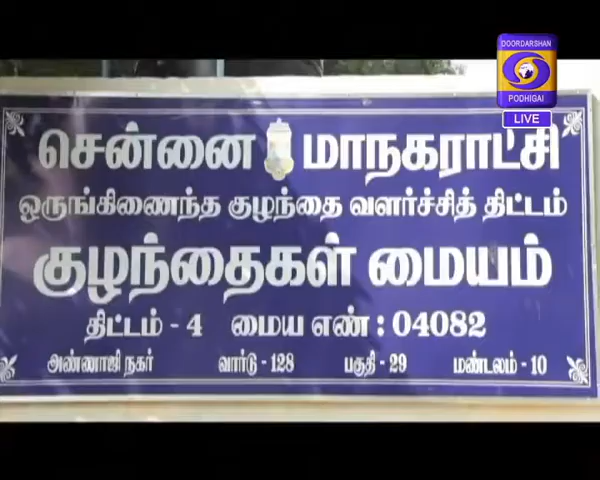 DOORDARSHAN
PODHIGAI
LIVE
சென்னை மாநகராட்சி
ஒருங்கிணைந்த குழந்தை வளர்ச்சித் திட்டம்
குழந்தைகள் மையம்
திட்டம் - 4 மையஎண் : 04082
அண்ணாஜி நகர் வார்டு - 128 பகுதி - 29 மண்டலம் - 10